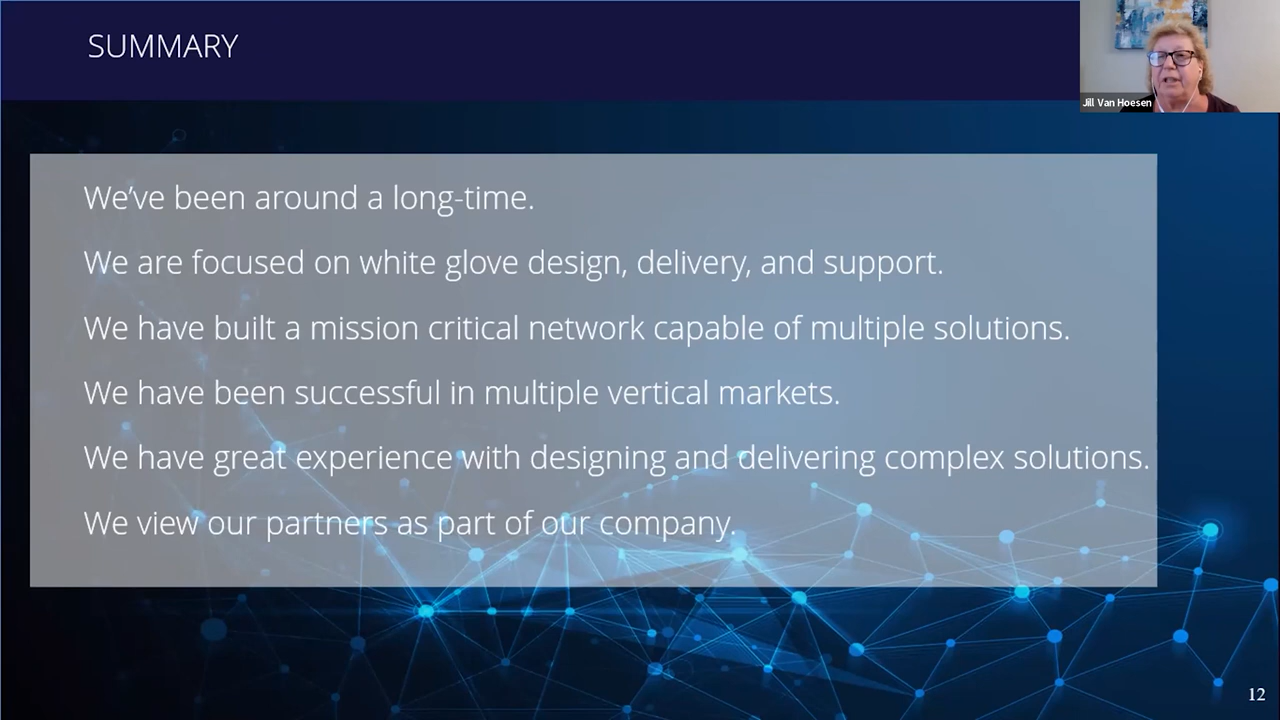 SUMMARY
Jill Van Hoesen
We’ve been around a long-time.
We are focused on white glove design, delivery, and support.
We have built a mission critical network capable of multiple solutions.
We have been successful in multiple vertical markets.
We have great experience with designing and delivering complex solutions.
We view our partners as part of our company.
12